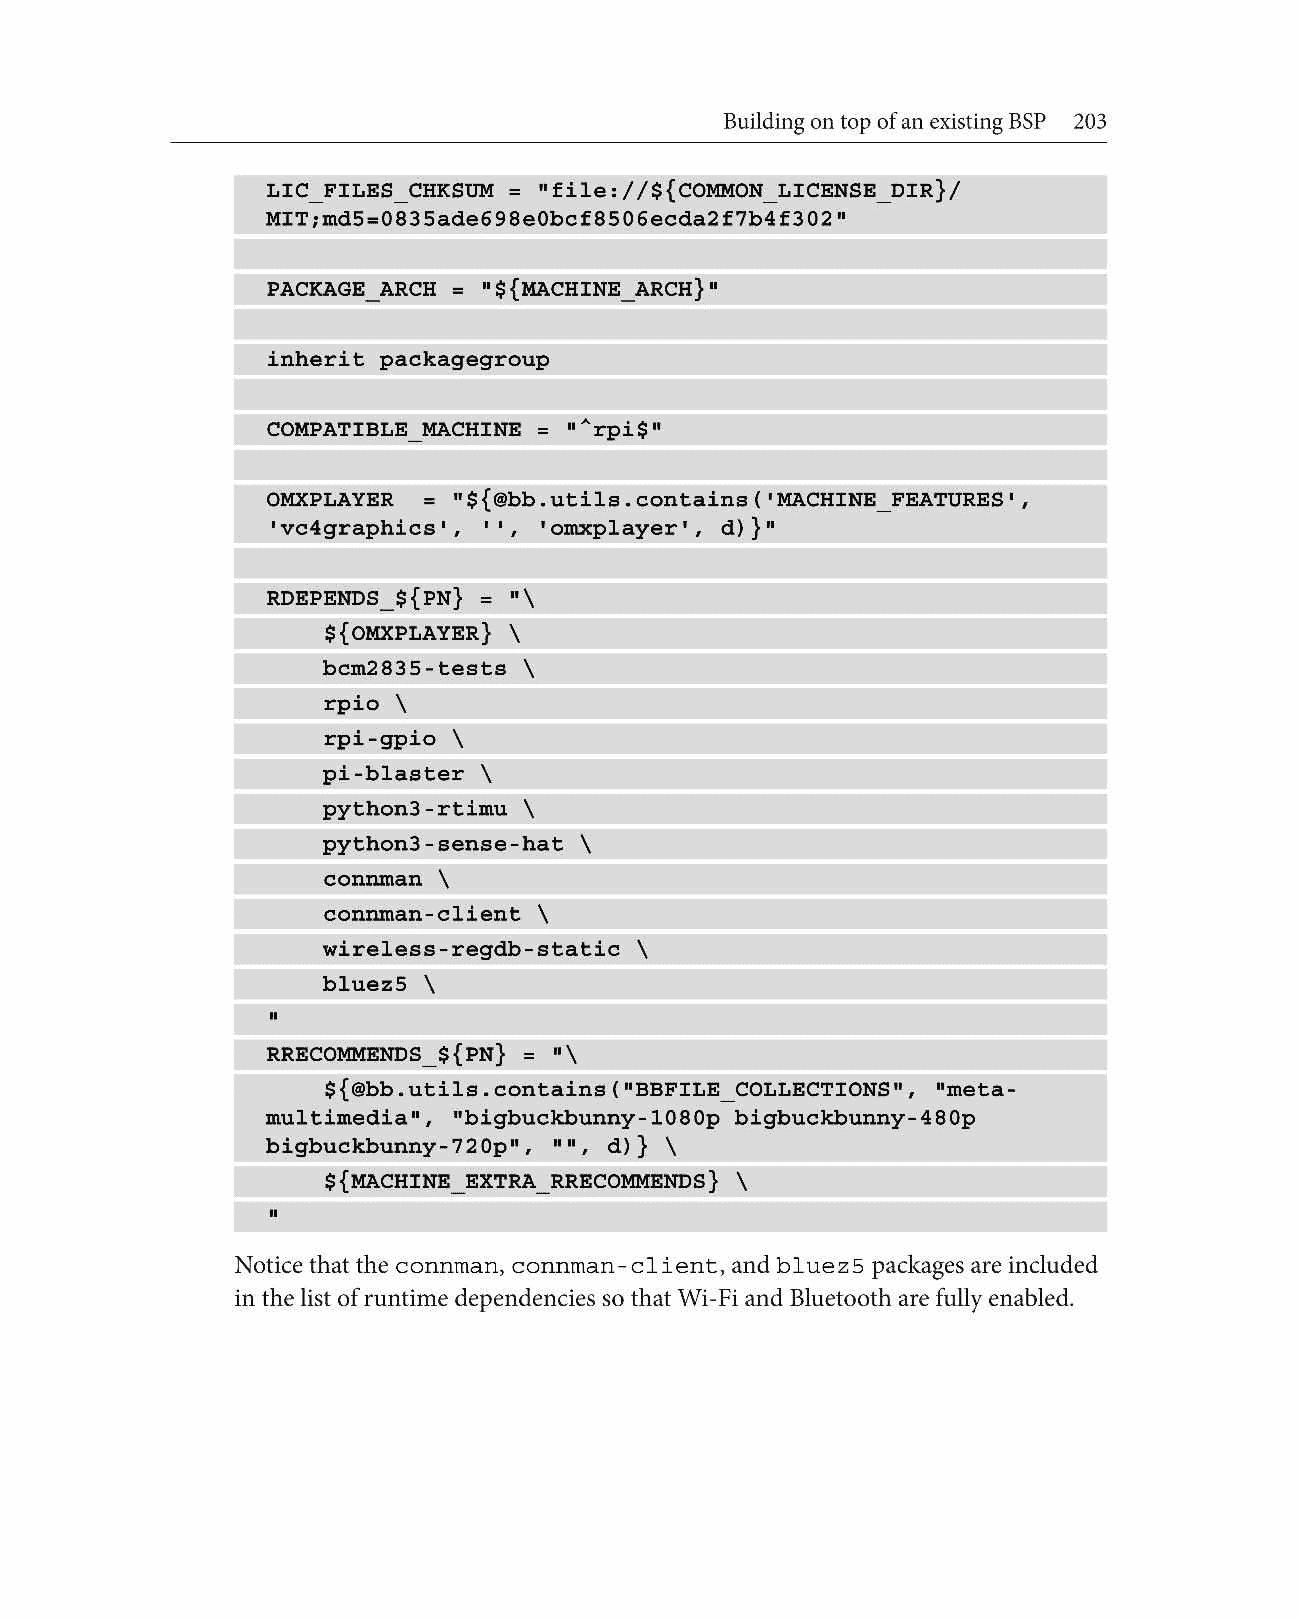 Building on top of an existing BSP 203
LIC_FILES_CHKSUM = "file://${COMMON_LICENSE_DIR}/
MIT;md5=0835ade698e0bcf8506ecda2f7b4f302"
PACKAGE_ARCH = "${MACHINE_ARCH}"
inherit packagegroup
COMPATIBLE_MACHINE = "^rpi$"
OMXPLAYER  = "${@bb.utils.contains('MACHINE_FEATURES',
'vc4graphics', '', 'omxplayer', d)}"
RDEPENDS_${PN} = "\
    ${OMXPLAYER} \
    bcm2835-tests \
    rpio \
    rpi-gpio \
    pi-blaster \
    python3-rtimu \
    python3-sense-hat \
    connman \
    connman-client \
    wireless-regdb-static \
    bluez5 \
"
RRECOMMENDS_${PN} = "\
    ${@bb.utils.contains("BBFILE_COLLECTIONS", "meta-
multimedia", "bigbuckbunny-1080p bigbuckbunny-480p
bigbuckbunny-720p", "", d)} \
    ${MACHINE_EXTRA_RRECOMMENDS} \
"
Notice that the connman, connman-client, and bluez5 packages are included
in the list of runtime dependencies so that Wi-Fi and Bluetooth are fully enabled.